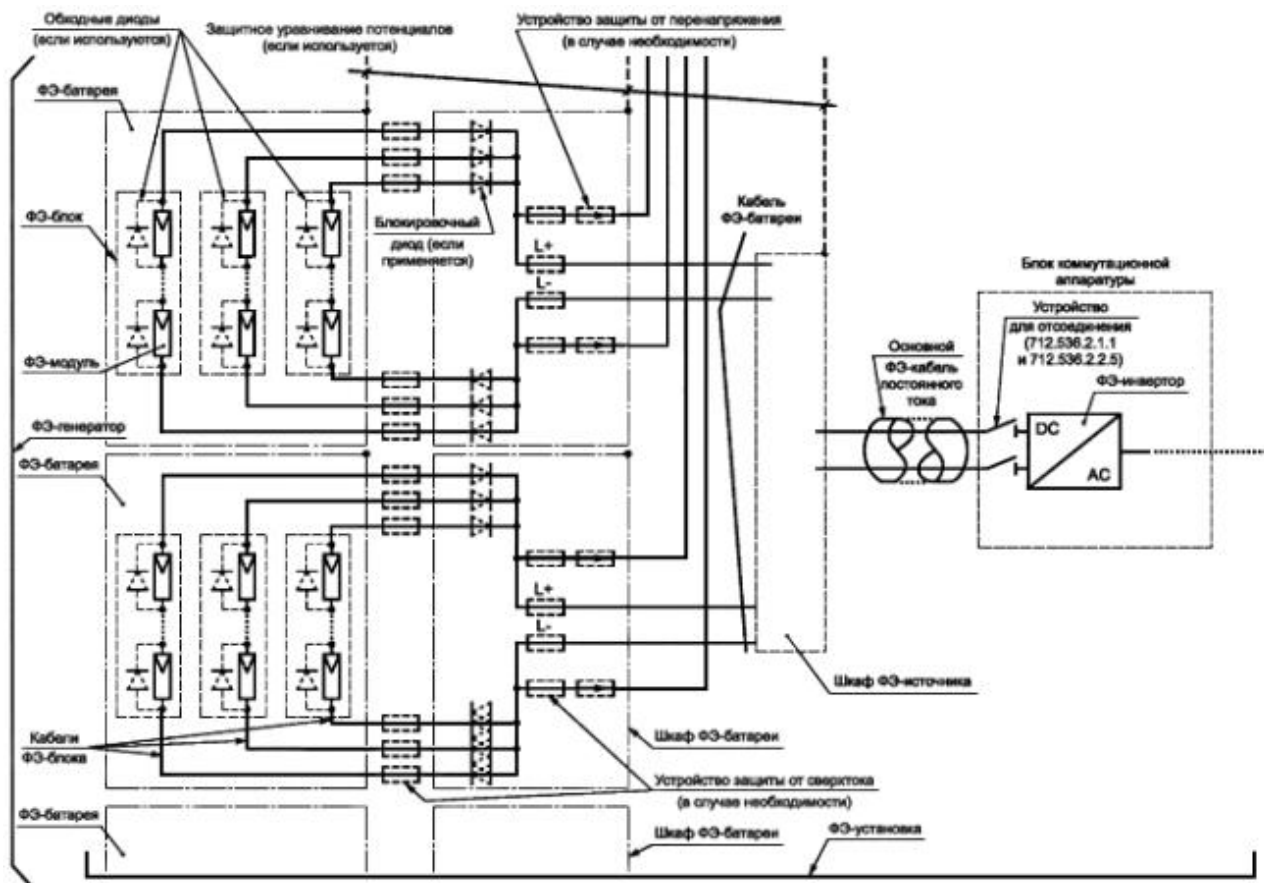 Обходные диоды
(если используются)
Защитное уравнивание потенциалов
(если используется)
Устройство защиты от перенапряжения
(в случае необходимости)
ФЭ-батарея
ФЭ-блок
Блокировочный
диод (если
применяется)
Кабель
ФЭ-батареи
L+
L-
Блок коммутационной
аппаратуры
Устройство
для отсоединения
(712.536.2.1.1
и 712.536.2.2.5)
ФЭ-модуль
Основной
ФЭ-кабель
постоянного
тока
ФЭ-инвертор
ФЭ-генератор
DC
AC
ФЭ-батарея
L+
L-
Шкаф ФЭ-источника
Кабели
ФЭ-блока
Шкаф ФЭ-батареи
Устройство защиты от сверхтока
(в случае необходимости)
ФЭ-батарея
Шкаф ФЭ-батареи
ФЭ-установка